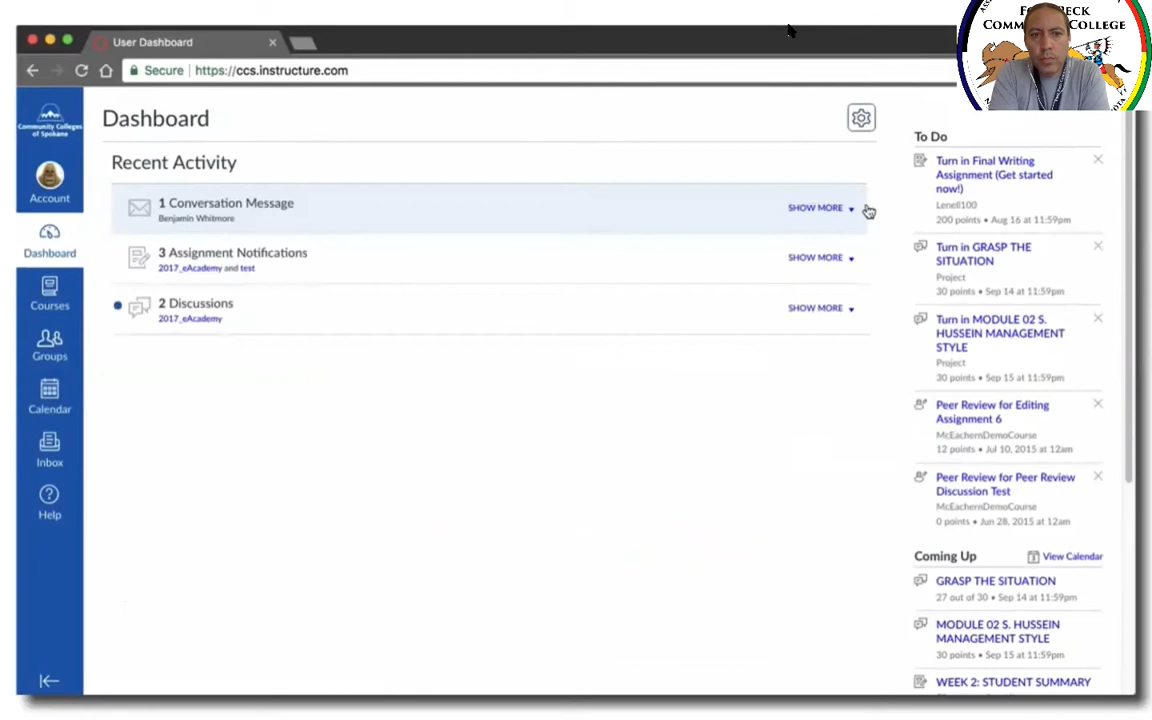 User Dashboard
Secure
https://ccs.instructure.com
COMMUNITY COLLEGE
Community Colleges
of Spokane
Account
Dashboard
Courses
Groups
Calendar
Inbox
Help
Dashboard
Recent Activity
1 Conversation Message
Benjamin Whitmore
SHOW MORE
3 Assignment Notifications
2017_eAcademy and test
SHOW MORE
2 Discussions
2017_eAcademy
SHOW MORE
To Do
Turn in Final Writing
Assignment (Get started
now!)
Lenell100
200 points • Aug 16 at 11:59pm
Turn in GRASP THE
SITUATION
Project
30 points • Sep 14 at 11:59pm
Turn in MODULE 02 S.
HUSSEIN MANAGEMENT
STYLE
Project
30 points • Sep 15 at 11:59pm
Peer Review for Editing
Assignment 6
McEachernDemoCourse
12 points • Jul 10, 2015 at 12am
Peer Review for Peer Review
Discussion Test
McEachernDemoCourse
0 points • Jun 28, 2015 at 12am
Coming Up
View Calendar
GRASP THE SITUATION
27 out of 30 • Sep 14 at 11:59pm
MODULE 02 S. HUSSEIN
MANAGEMENT STYLE
30 points • Sep 15 at 11:59pm
WEEK 2: STUDENT SUMMARY